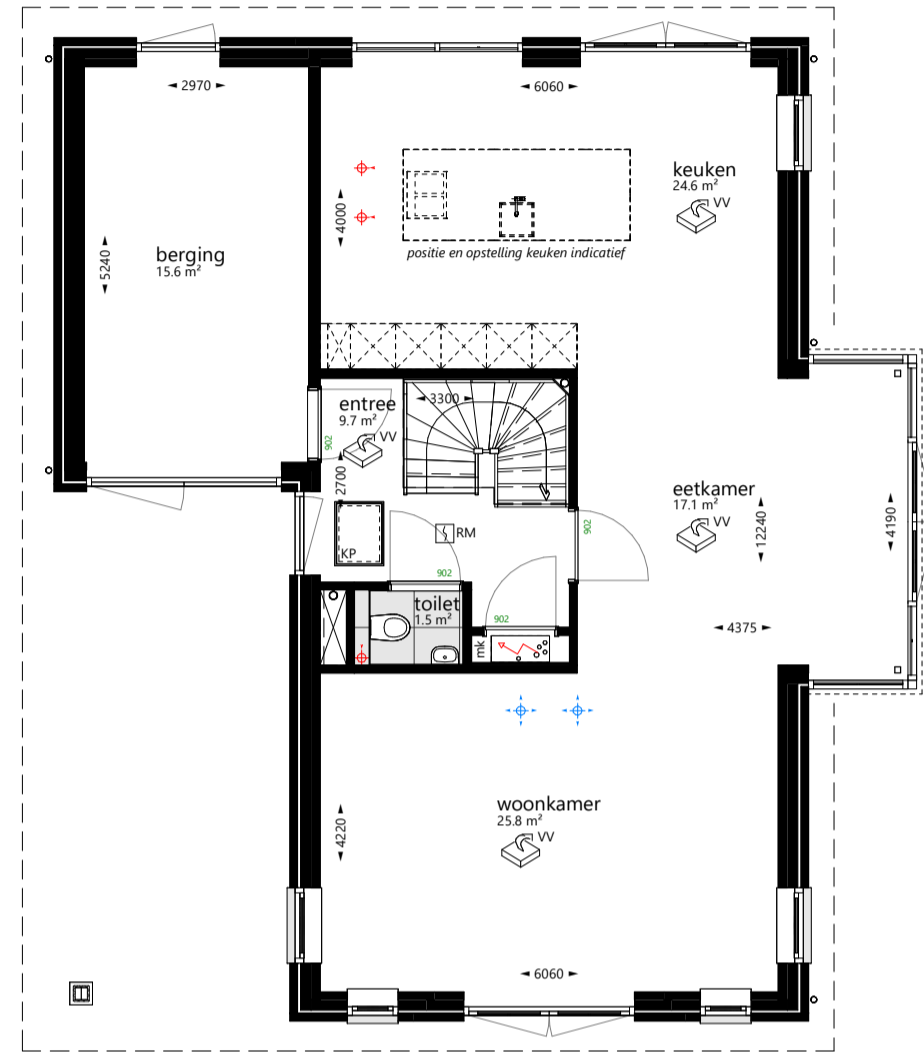 2970
6060
keuken
24.6 m²
VV
4000
berging
15.6 m²
5240
positie en opstelling keuken indicatief
3300
entree
9.7 m²
VV
902
2700
eetkamer
17.1 m²
VV
12240
4190
RM
902
KP
902
toilet
1.5 m²
902
4375
mk
woonkamer
25.8 m²
VV
4220
6060